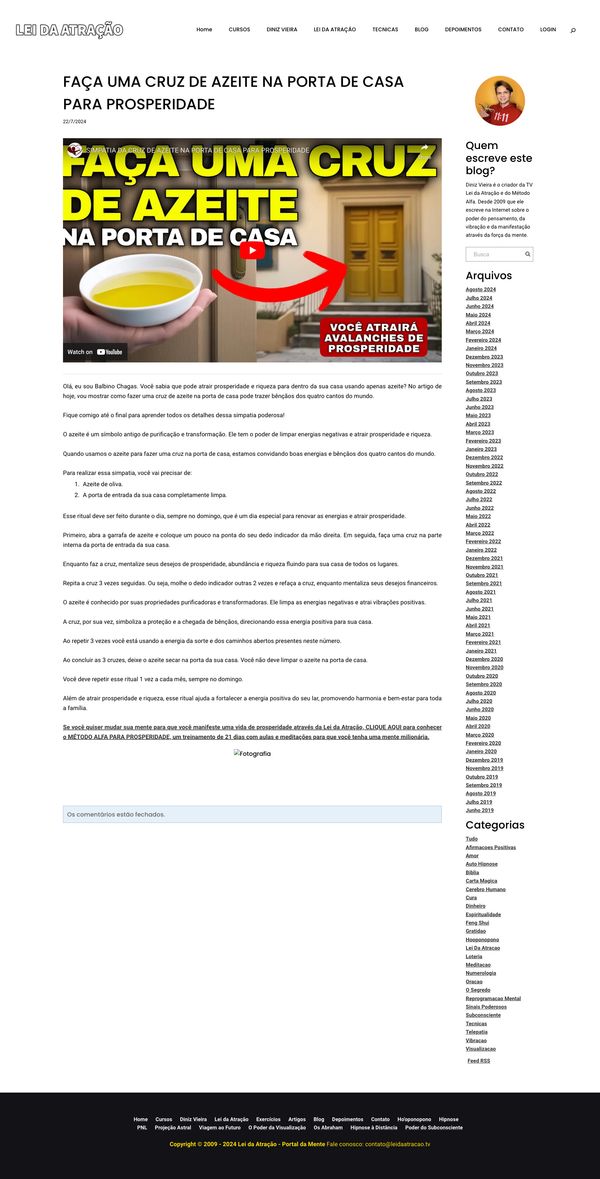 LEI DA ATRAÇÃO
Home CURSOS DINIZ VIEIRA LEI DA ATRAÇÃO TECNICAS BLOG DEPOIMENTOS CONTATO LOGIN
FAÇA UMA CRUZ DE AZEITE NA PORTA DE CASA
PARA PROSPERIDADE
22/7/2024
SIMPATIA DA CRUZ DE AZEITE NA PORTA DE CASA PARA PROSPERIDADE
FAÇA UMA CRUZ
DE AZEITE
NA PORTA DE CASA
VOCÊ ATRAIRÁ
AVALANCHES DE
PROSPERIDADE
Watch on YouTube
Olá, eu sou Balbino Chagas. Você sabia que pode atrair prosperidade e riqueza para dentro da sua casa usando apenas azeite? No artigo de
hoje, vou mostrar como fazer uma cruz de azeite na porta de casa pode trazer bênçãos dos quatro cantos do mundo.
Fique comigo até o final para aprender todos os detalhes dessa simpatia poderosa!
O azeite é um símbolo antigo de purificação e transformação. Ele tem o poder de limpar energias negativas e atrair prosperidade e riqueza.
Quando usamos o azeite para fazer uma cruz na porta de casa, estamos convidando boas energias e bênçãos dos quatro cantos do mundo.
Para realizar essa simpatia, você vai precisar de:
1. Azeite de oliva.
2. A porta de entrada da sua casa completamente limpa.
Esse ritual deve ser feito durante o dia, sempre no domingo, que é um dia especial para renovar as energias e atrair prosperidade.
Primeiro, abra a garrafa de azeite e coloque um pouco na ponta do seu dedo indicador da mão direita. Em seguida, faça uma cruz na parte
interna da porta de entrada da sua casa.
Enquanto faz a cruz, mentalize seus desejos de prosperidade, abundância e riqueza fluindo para sua casa de todos os lugares.
Repita a cruz 3 vezes seguidas. Ou seja, molhe o dedo indicador outras 2 vezes e refaça a cruz, enquanto mentaliza seus desejos financeiros.
O azeite é conhecido por suas propriedades purificadoras e transformadoras. Ele limpa as energias negativas e atrai vibrações positivas.
A cruz, por sua vez, simboliza a proteção e a chegada de bênçãos, direcionando essa energia positiva para sua casa.
Ao repetir 3 vezes você está usando a energia da sorte e dos caminhos abertos presentes neste número.
Ao concluir as 3 cruzes, deixe o azeite secar na porta da sua casa. Você não deve limpar o azeite na porta de casa.
Você deve repetir esse ritual 1 vez a cada mês, sempre no domingo.
Além de atrair prosperidade e riqueza, esse ritual ajuda a fortalecer a energia positiva do seu lar, promovendo harmonia e bem-estar para toda
a família.
Se você quiser mudar sua mente para que você manifeste uma vida de prosperidade através da Lei da Atração, CLIQUE AQUI para conhecer
o MÉTODO ALFA PARA PROSPERIDADE, um treinamento de 21 dias com aulas e meditações para que você tenha uma mente milionária.
Fotografia
Os comentários estão fechados.
11:11
Quem
escreve este
blog?
Diniz Vieira é o criador da TV
Lei da Atração e do Método
Alfa. Desde 2009 que ele
escreve na Internet sobre o
poder do pensamento, da
vibração e da manifestação
através da força da mente.
Busca
Arquivos
Agosto 2024
Julho 2024
Junho 2024
Maio 2024
Abril 2024
Março 2024
Fevereiro 2024
Janeiro 2024
Dezembro 2023
Novembro 2023
Outubro 2023
Setembro 2023
Agosto 2023
Julho 2023
Junho 2023
Maio 2023
Abril 2023
Março 2023
Fevereiro 2023
Janeiro 2023
Dezembro 2022
Novembro 2022
Outubro 2022
Setembro 2022
Agosto 2022
Julho 2022
Junho 2022
Maio 2022
Abril 2022
Março 2022
Fevereiro 2022
Janeiro 2022
Dezembro 2021
Novembro 2021
Outubro 2021
Setembro 2021
Agosto 2021
Julho 2021
Junho 2021
Maio 2021
Abril 2021
Março 2021
Fevereiro 2021
Janeiro 2021
Dezembro 2020
Novembro 2020
Outubro 2020
Setembro 2020
Agosto 2020
Julho 2020
Junho 2020
Maio 2020
Abril 2020
Março 2020
Fevereiro 2020
Janeiro 2020
Dezembro 2019
Novembro 2019
Outubro 2019
Setembro 2019
Agosto 2019
Julho 2019
Junho 2019
Categorias
Tudo
Afirmacoes Positivas
Amor
Auto Hipnose
Biblia
Carta Magica
Cerebro Humano
Cura
Dinheiro
Espiritualidade
Feng Shui
Gratidao
Hooponopono
Lei Da Atracao
Loteria
Meditacao
Numerologia
Oracao
O Segredo
Reprogramacao Mental
Sinais Poderosos
Subconsciente
Tecnicas
Telepatia
Vibracao
Visualizacao
Feed RSS
Home Cursos Diniz Vieira Lei da Atração Exercícios Artigos Blog Depoimentos Contato Ho'oponopono Hipnose
PNL Projeção Astral Viagem ao Futuro O Poder da Visualização Os Abraham Hipnose à Distância Poder do Subconsciente
Copyright © 2009 - 2024 Lei da Atração - Portal da Mente Fale conosco: contato@leidaatracao.tv